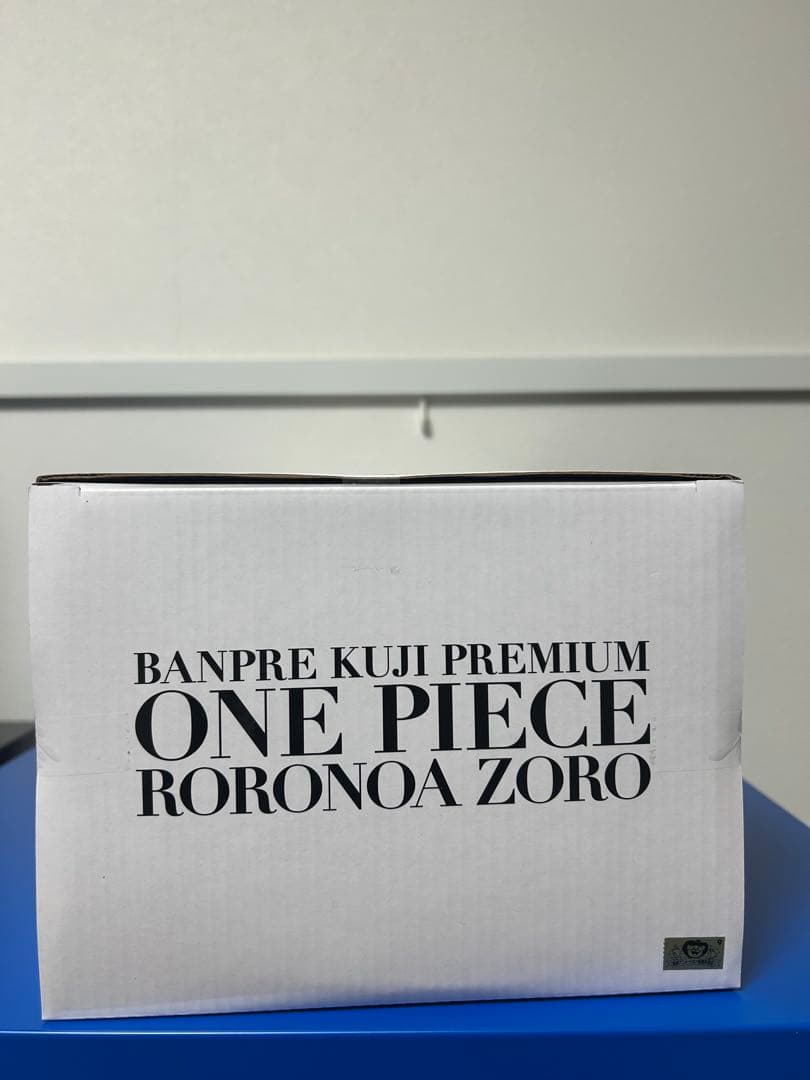 BANPRE KUJI PREMIUM
ONE PIECE
RORONOA ZORO